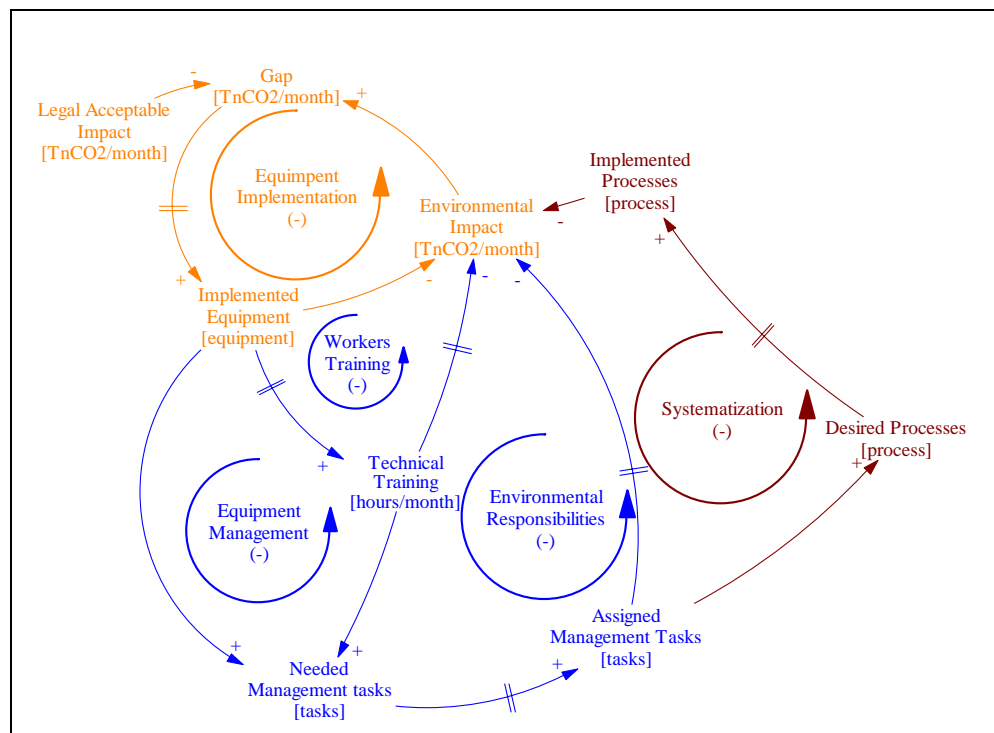 -
Gap
[TnCO2/month]
+
Legal Acceptable
Impact
[TnCO2/month]
Equimpent
Implementation
(-)
Implemented
Processes
[process]
+
-
Environmental
Impact
[TnCO2/month]
-
-
-
+
Implemented
Equipment
[equipment]
Workers
Training
(-)
Systematization
(-)
Desired Processes
[process]
+
+
Technical
Training
[hours/month]
Equipment
Management
(-)
Environmental
Responsibilities
(-)
Assigned
Management Tasks
[tasks]
+
+
+
Needed
Management tasks
[tasks]